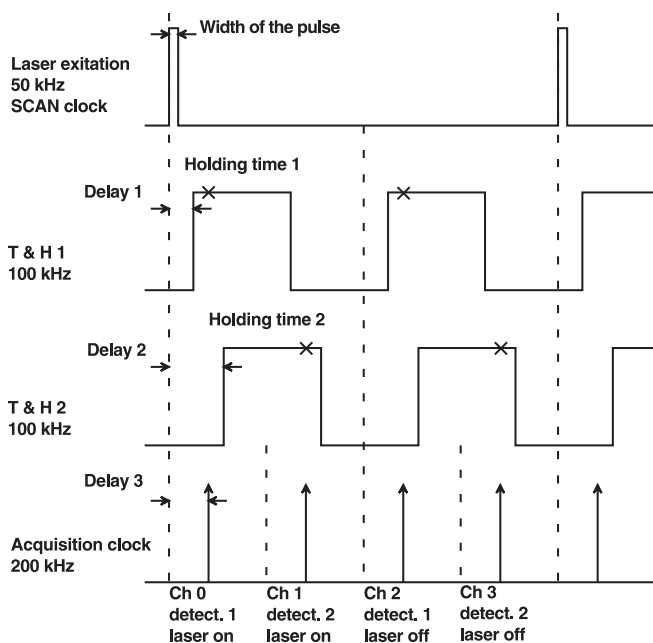 Width of the pulse
Laser exitation
50 kHz
SCAN clock
Holding time 1
Delay 1
T & H 1
100 kHz
Holding time 2
Delay 2
T & H 2
100 kHz
Delay 3
Acquisition clock
200 kHz
Ch 0
detect. 1
laser on
Ch 1
detect. 2
laser on
Ch 2
detect. 1
laser off
Ch 3
detect. 2
laser off